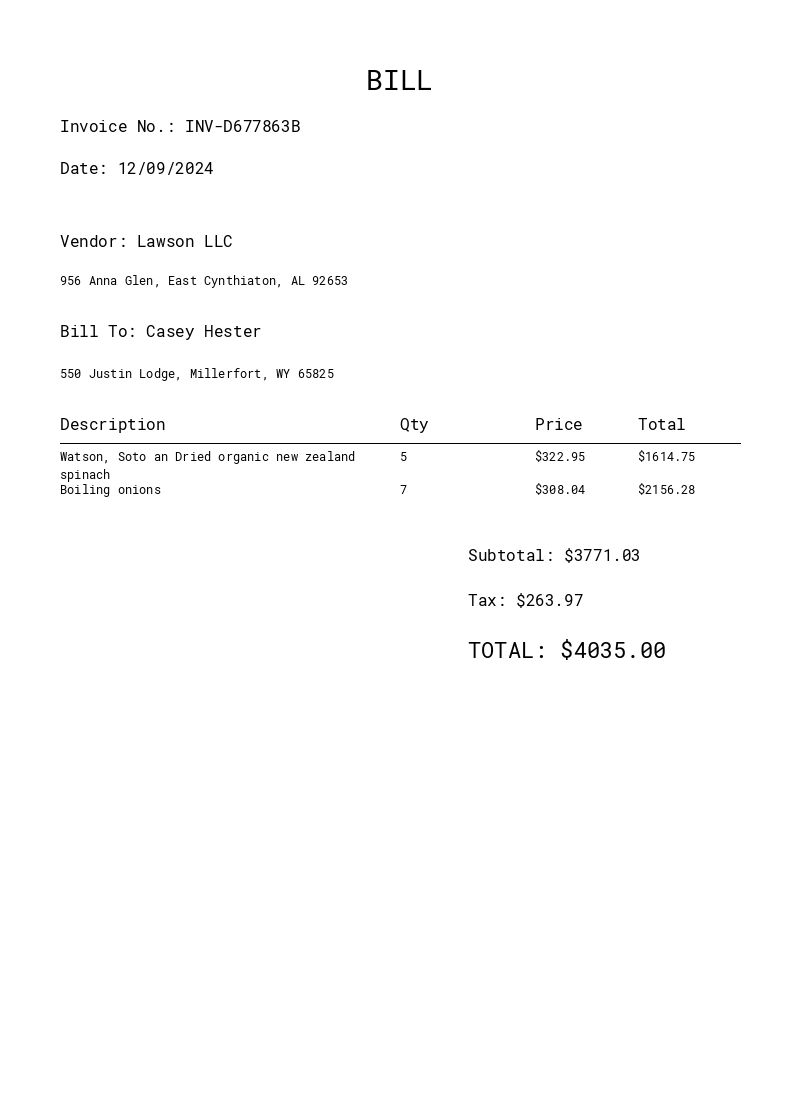 BILL
Invoice No.: INV-D677863B
Date: 12/09/2024
Vendor: Lawson LLC
956 Anna Glen, East Cynthiaton, AL 92653
Bill To: Casey Hester
550 Justin Lodge, Millerfort, WY 65825
Description Qty Price Total
Watson, Soto an Dried organic new zealand 5 $322.95 $1614.75
spinach
Boiling onions 7 $308.04 $2156.28
Subtotal: $3771.03
Tax: $263.97
TOTAL: $4035.00